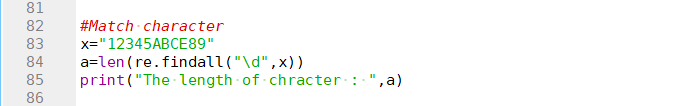 81
82 #Match character
83 x="12345ABCE89"
84 a=len(re.findall("\d",x))
85 print("The length of chracter : ",a)
86